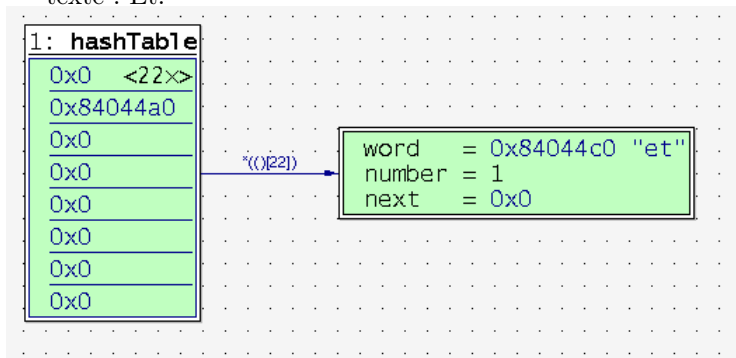 texte : Et.
1: hashTable
0x0 <22×>
0x84044a0
0x0
0x0
0x0
0x0
0x0
0x0
*(()[22])
word = 0x84044c0 "et"
number = 1
next = 0x0